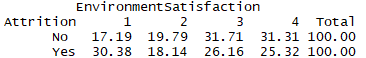 EnvironmentSatisfaction
Attrition 1 2 3 4 Total
No 17.19 19.79 31.71 31.31 100.00
Yes 30.38 18.14 26.16 25.32 100.00